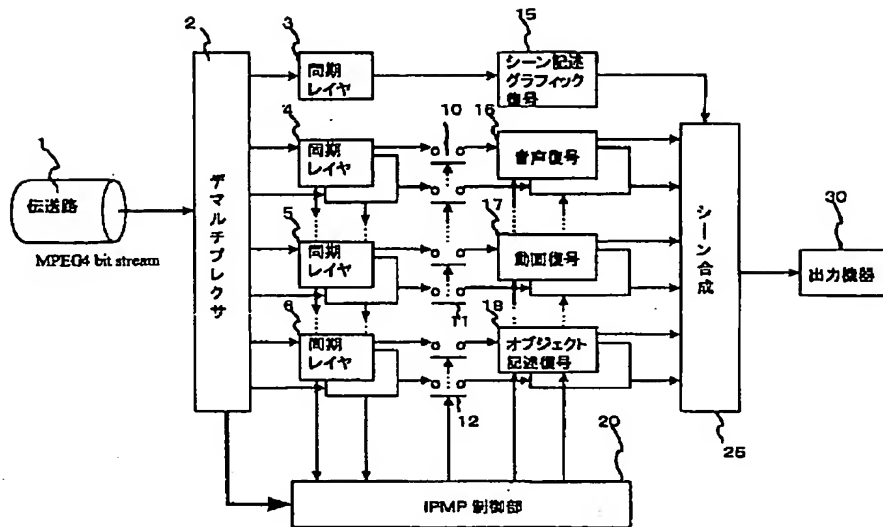 2
3
15
同期
レイヤ
シーン記述
グラフィック
復号
4
10
16
同期
レイヤ
音声復号
1
伝送路
MPEG4 bit stream
デマルチプレクサ
5
17
同期
レイヤ
動画復号
シーン合成
30
出力機器
6
11
18
同期
レイヤ
オブジェクト
記述復号
12
20
25
IPMP 制御部